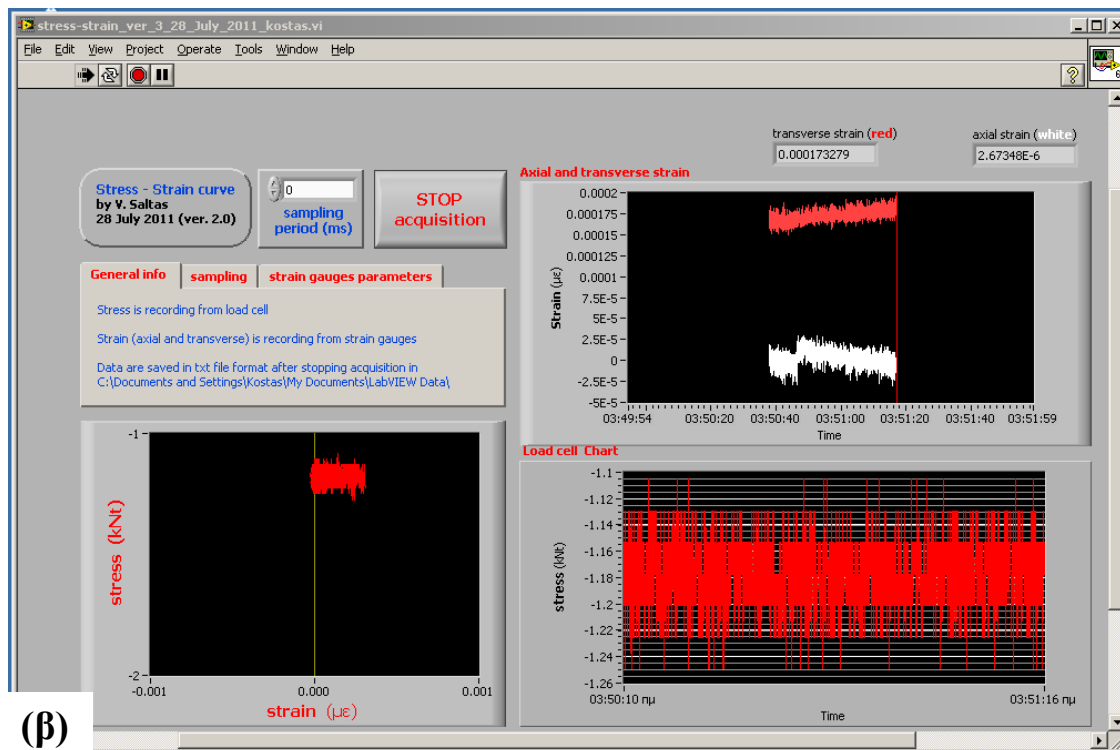 stress-strain_ver_3_28_July_2011_kostas.vi
File Edit View Project Operate Tools Window Help
transverse strain (red)
0.000173279
axial strain (white)
2.67348E-6
Stress - Strain curve
by V. Saltas
28 July 2011 (ver. 2.0)
0
sampling
period (ms)
STOP
acquisition
General info
sampling
strain gauges parameters
Stress is recording from load cell
Strain (axial and transverse) is recording from strain gauges
Data are saved in txt file format after stopping acquisition in
C:\Documents and Settings\Kostas\My Documents\LabVIEW Data\
Axial and transverse strain
Strain (με)
0.0002
0.000175
0.00015
0.000125
0.0001
7.5E-5
5E-5
2.5E-5
0
-2.5E-5
-5E-5
03:49:54 03:50:20 03:50:40 03:51:00 03:51:20 03:51:40 03:51:59
Time
stress (kNt)
-1
-2
-0.001 0.000 0.001
strain (με)
Load cell Chart
stress (kNt)
-1.1
-1.12
-1.14
-1.16
-1.18
-1.2
-1.22
-1.24
-1.26
03:50:10 πμ 03:51:16 πμ
Time
(β)